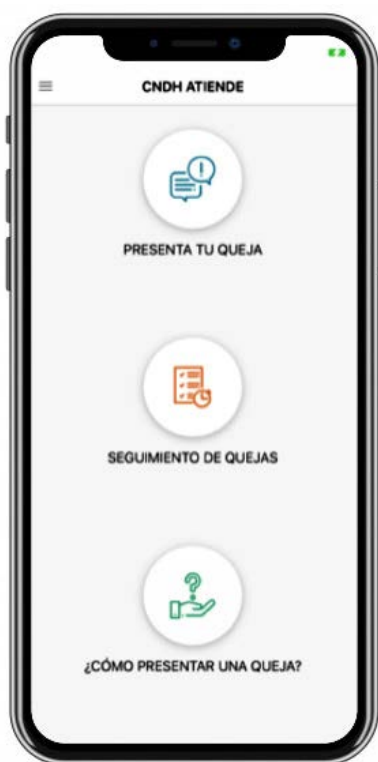 CNDH ATIENDE
PRESENTA TU QUEJA
SEGUIMIENTO DE QUEJAS
¿CÓMO PRESENTAR UNA QUEJA?